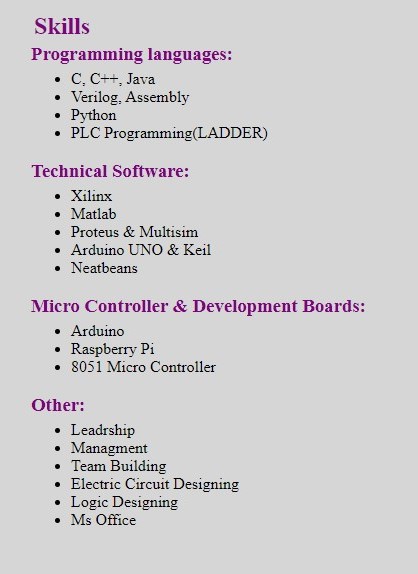 Skills
Programming languages:
C, C++, Java
Verilog, Assembly
Python
PLC Programming(LADDER)
Technical Software:
Xilinx
Matlab
Proteus & Multisim
Arduino UNO & Keil
Neatbeans
Micro Controller & Development Boards:
Arduino
Raspberry Pi
8051 Micro Controller
Other:
Leadrship
Managment
Team Building
Electric Circuit Designing
Logic Designing
Ms Office